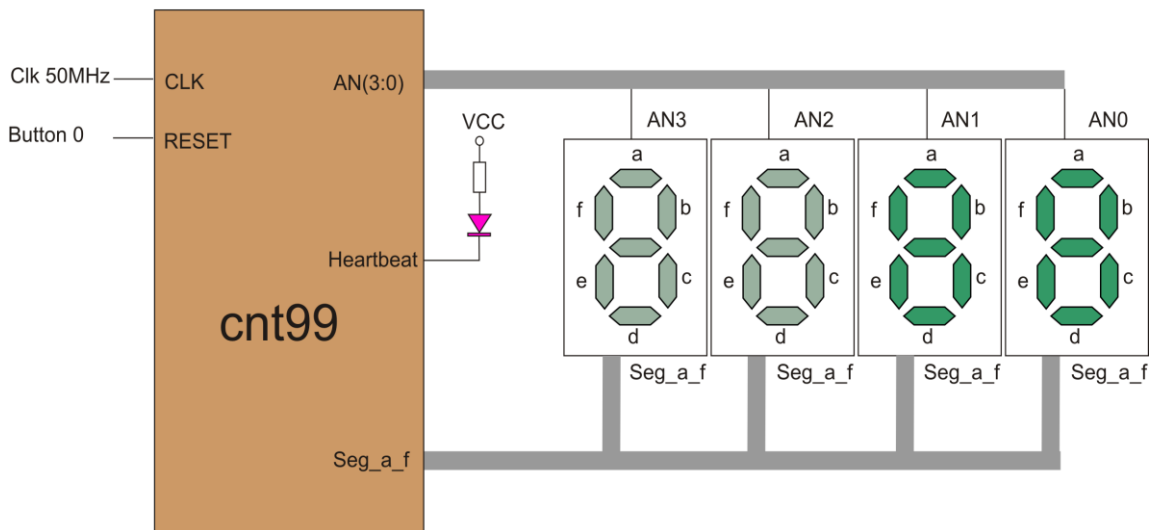 Clk 50MHz
CLK
AN(3:0)
Button 0
RESET
VCC
AN3
AN2
AN1
AN0
a
a
a
a
f
b
f
b
f
b
f
b
Heartbeat
e
c
e
c
e
c
e
c
cnt99
d
d
d
d
Seg_a_f
Seg_a_f
Seg_a_f
Seg_a_f
Seg_a_f